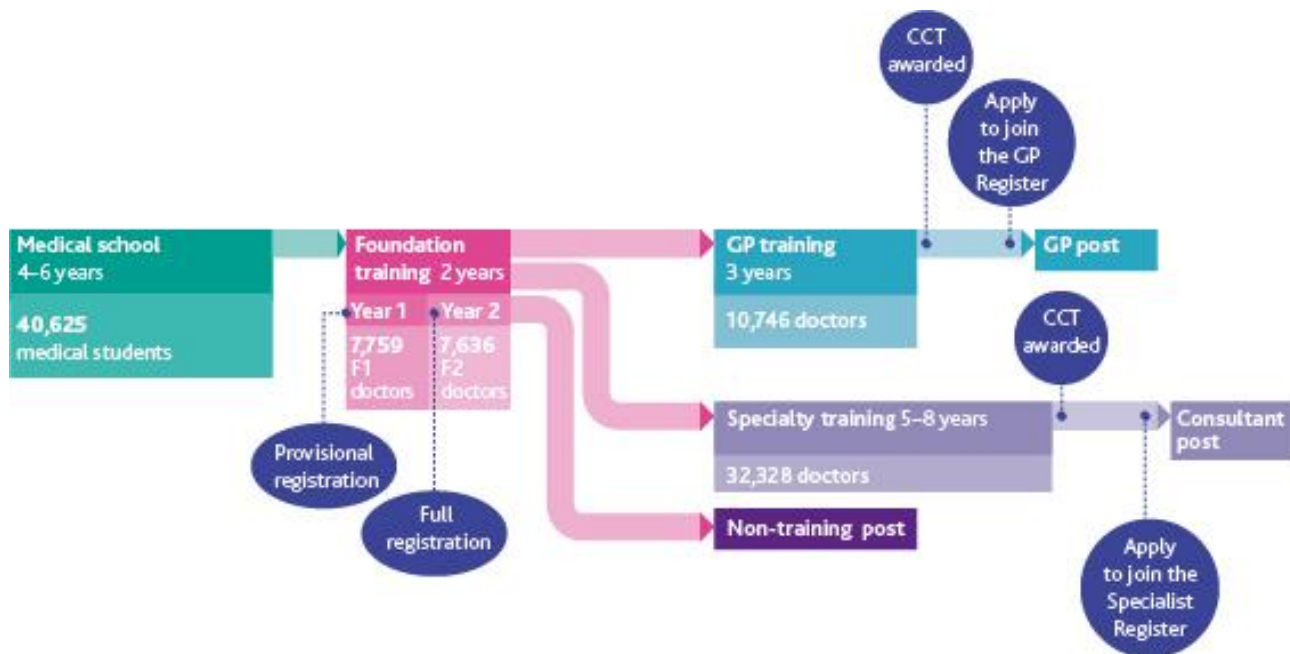 CCT
awarded
Apply
to join
the GP
Register
Medical school
4–6 years
40,625
medical students
Foundation
training 2 years
Year 1
Year 2
7,759
F1
doctors
7,636
F2
doctors
GP training
3 years
10,746 doctors
GP post
CCT
awarded
Specialty training 5–8 years
32,328 doctors
Consultant
post
Provisional
registration
Full
registration
Non-training post
Apply
to join the
Specialist
Register